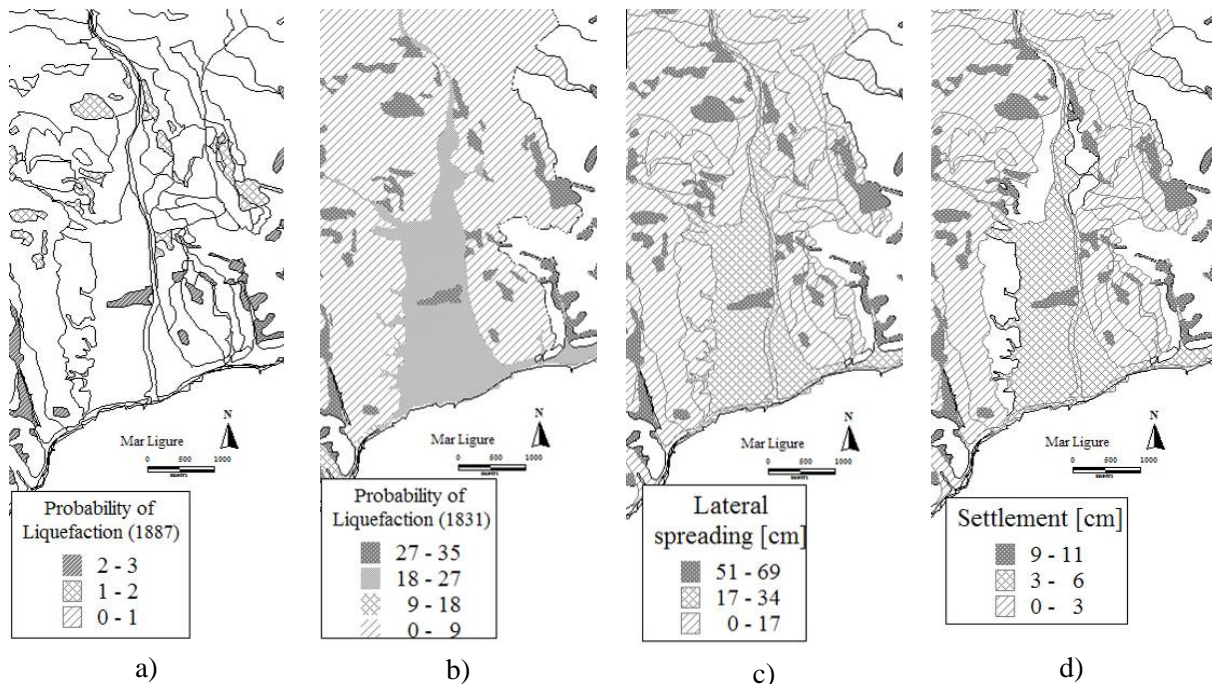 N
Mar Ligure
0 500 1000
Probability of
Liquefaction (1887)
2 - 3
1 - 2
0 - 1
a)
N
Mar Ligure
0 500 1000
Probability of
Liquefaction (1831)
27 - 35
18 - 27
9 - 18
0 - 9
b)
N
Mar Ligure
0 500 1000
Lateral
spreading [cm]
51 - 69
17 - 34
0 - 17
c)
N
Mar Ligure
0 500 1000
Settlement [cm]
9 - 11
3 - 6
0 - 3
d)